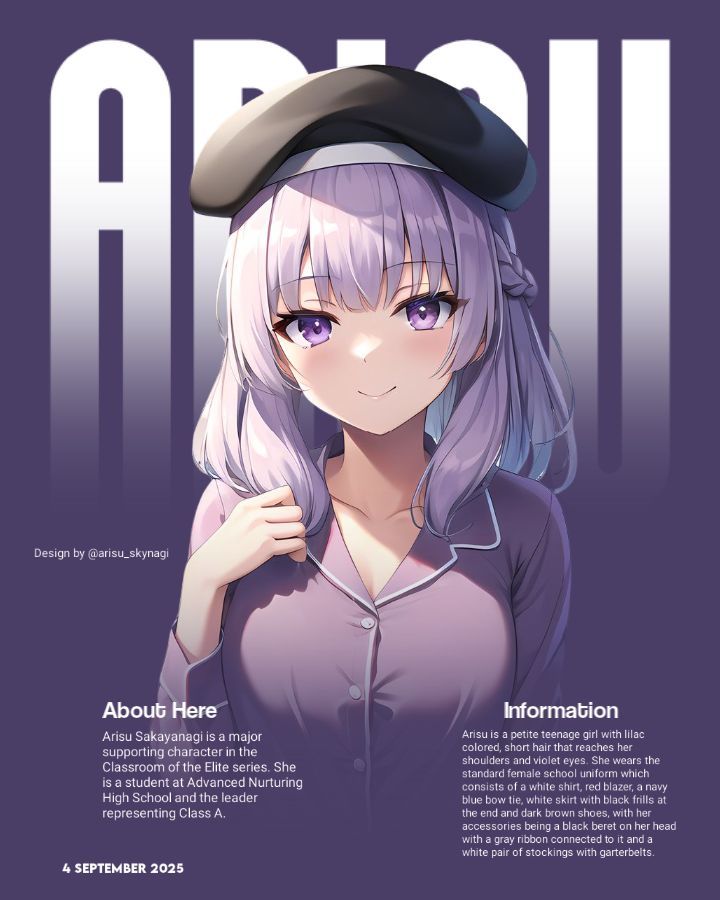 ARISU
Design by @arisu_skynagi
About Here
Arisu Sakayanagi is a major
supporting character in the
Classroom of the Elite series. She
is a student at Advanced Nurturing
High School and the leader
representing Class A.
Information
Arisu is a petite teenage girl with lilac
colored, short hair that reaches her
shoulders and violet eyes. She wears the
standard female school uniform which
consists of a white shirt, red blazer, a navy
blue bow tie, white skirt with black frills at
the end and dark brown shoes, with her
accessories being a black beret on her head
with a gray ribbon connected to it and a
white pair of stockings with garterbelts.
4 SEPTEMBER 2025